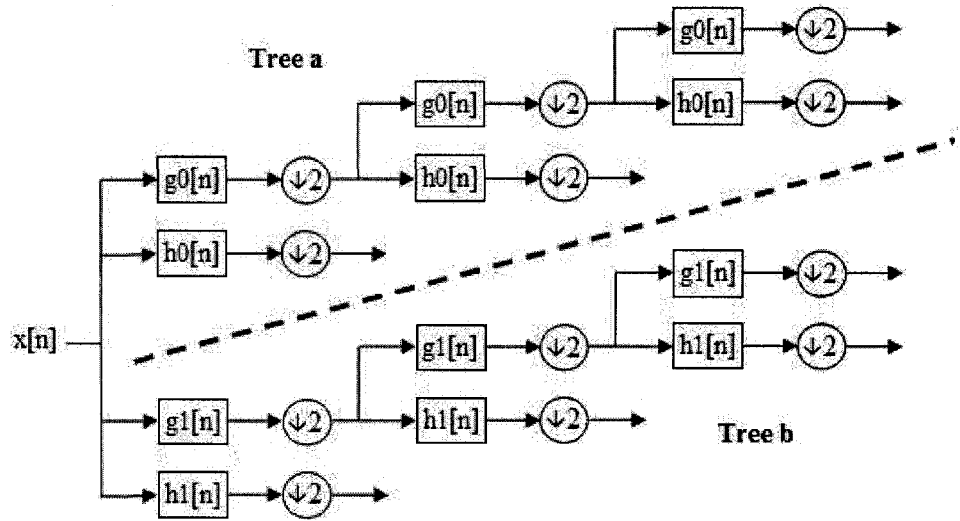 g0[n] ↓2
Tree a
g0[n] ↓2 h0[n] ↓2
g0[n] ↓2 h0[n] ↓2
h0[n] ↓2
g1[n] ↓2
x[n] g1[n] ↓2 h1[n] ↓2
g1[n] ↓2 h1[n] ↓2
Tree b
h1[n] ↓2